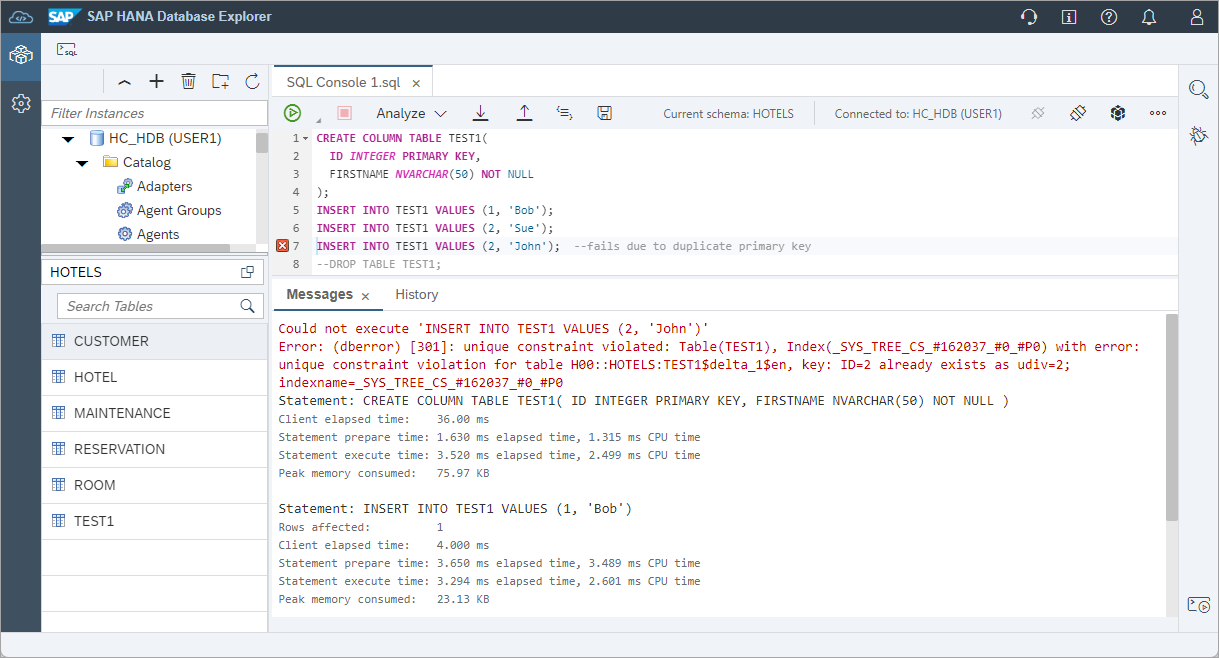 SAP SAP HANA Database Explorer
SQL
Filter Instances
HC_HDB (USER1)
Catalog
Adapters
Agent Groups
Agents
HOTELS
Search Tables
CUSTOMER
HOTEL
MAINTENANCE
RESERVATION
ROOM
TEST1
SQL Console 1.sql ×
Analyze
Current schema: HOTELS
Connected to: HC_HDB (USER1)
1 CREATE COLUMN TABLE TEST1(
2 ID INTEGER PRIMARY KEY,
3 FIRSTNAME NVARCHAR(50) NOT NULL
4 );
5 INSERT INTO TEST1 VALUES (1, 'Bob');
6 INSERT INTO TEST1 VALUES (2, 'Sue');
7 INSERT INTO TEST1 VALUES (2, 'John'); --fails due to duplicate primary key
8 --DROP TABLE TEST1;
Messages × History
Could not execute 'INSERT INTO TEST1 VALUES (2, 'John')'
Error: (dberror) [301]: unique constraint violated: Table(TEST1), Index(_SYS_TREE_CS_#162037_#0_#P0) with error:
unique constraint violation for table H00::HOTELS:TEST1$delta_1$en, key: ID=2 already exists as udiv=2;
indexname=_SYS_TREE_CS_#162037_#0_#P0
Statement: CREATE COLUMN TABLE TEST1( ID INTEGER PRIMARY KEY, FIRSTNAME NVARCHAR(50) NOT NULL )
Client elapsed time: 36.00 ms
Statement prepare time: 1.630 ms elapsed time, 1.315 ms CPU time
Statement execute time: 3.520 ms elapsed time, 2.499 ms CPU time
Peak memory consumed: 75.97 KB
Statement: INSERT INTO TEST1 VALUES (1, 'Bob')
Rows affected: 1
Client elapsed time: 4.000 ms
Statement prepare time: 3.650 ms elapsed time, 3.489 ms CPU time
Statement execute time: 3.294 ms elapsed time, 2.601 ms CPU time
Peak memory consumed: 23.13 KB